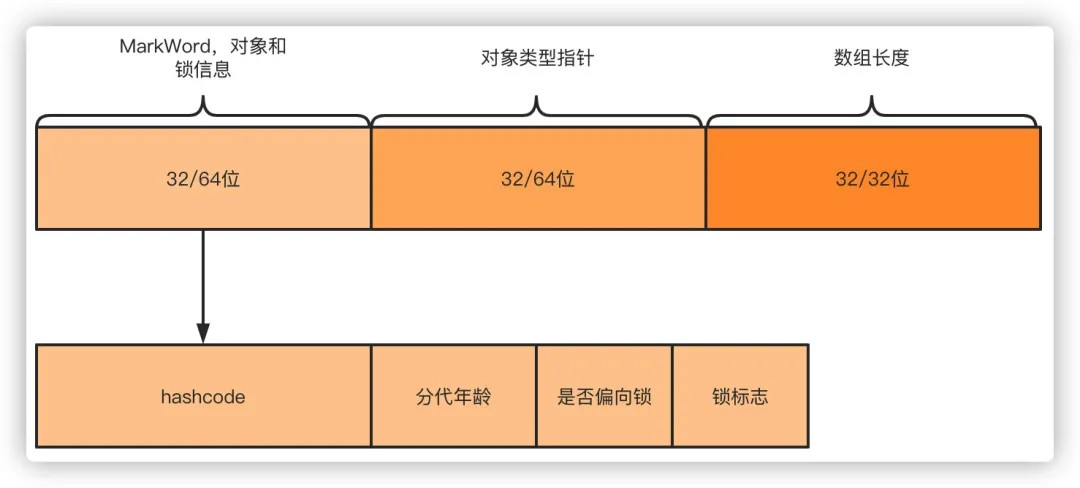 MarkWord，对象和
锁信息
对象类型指针
数组长度
32/64位
32/64位
32/32位
hashcode
分代年龄
是否偏向锁
锁标志